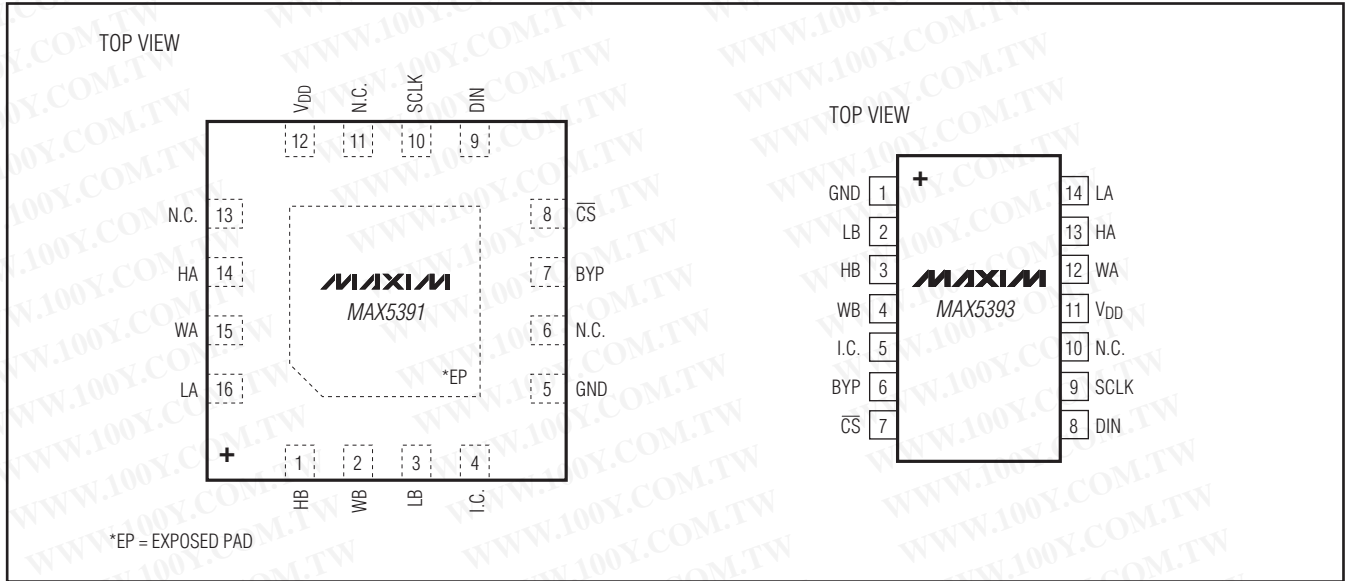 TOP VIEW
VDD
N.C.
SCLK
DIN
12
11
10
9
N.C. 13
HA 14
WA 15
LA 16
8 CS
7 BYP
6 N.C.
5 GND
MAXIM
MAX5391
*EP
+
1
2
3
4
HB
WB
LB
I.C.
*EP = EXPOSED PAD
TOP VIEW
+
GND 1
LB 2
HB 3
WB 4
I.C. 5
BYP 6
CS 7
MAXIM
MAX5393
14 LA
13 HA
12 WA
11 VDD
10 N.C.
9 SCLK
8 DIN
WWW.100Y.COM.TW